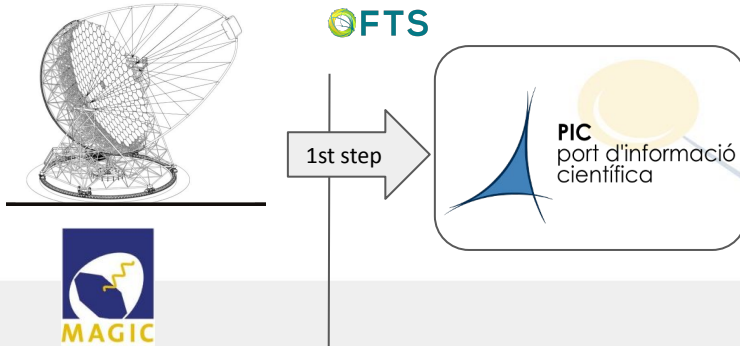 FTS
1st step
PIC
port d'informació
científica
MAGIC